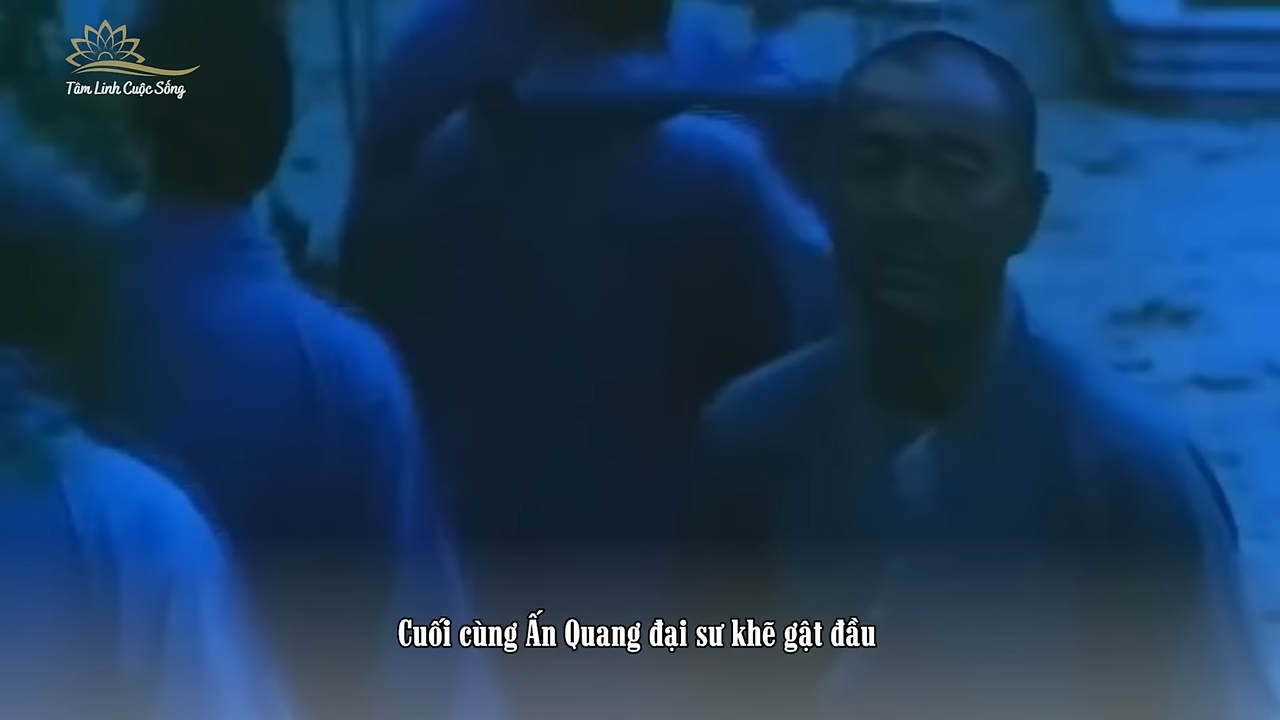 Tâm Linh Cuộc Sống
Cuối cùng Ấn Quang đại sư khẽ gật đầu